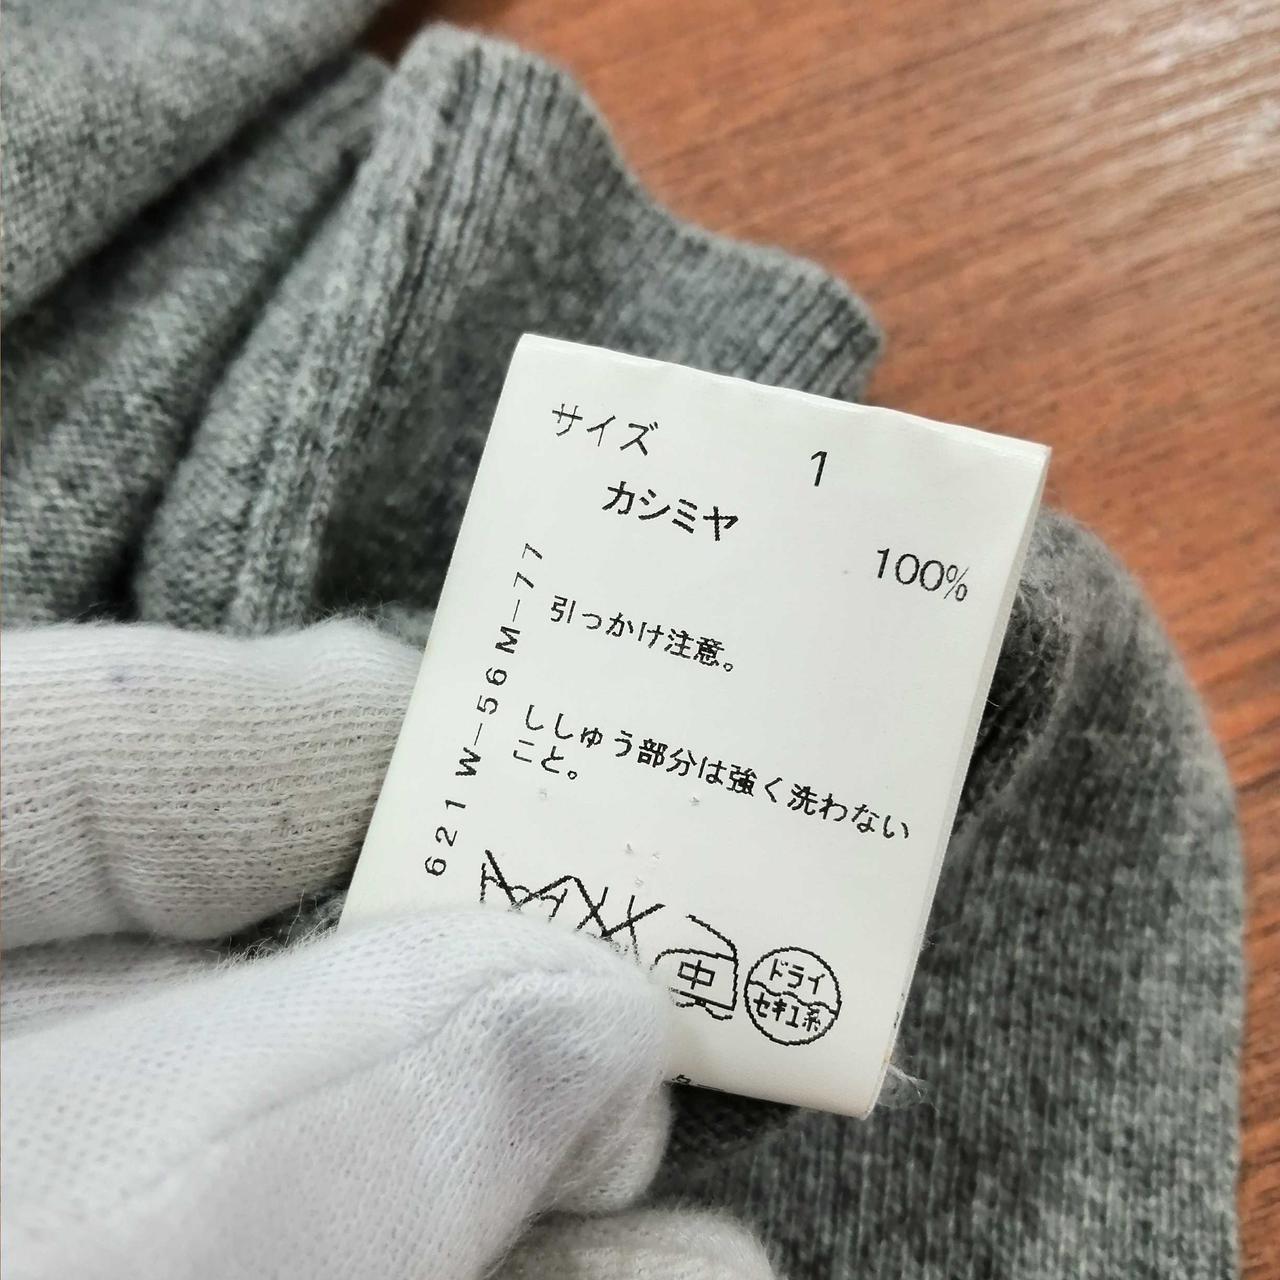 サイズ 1
カシミヤ
100%
引っかけ注意。
ししゅう部分は強く洗わない
こと。
621W-56M-77
中
ドライ
セキユ系